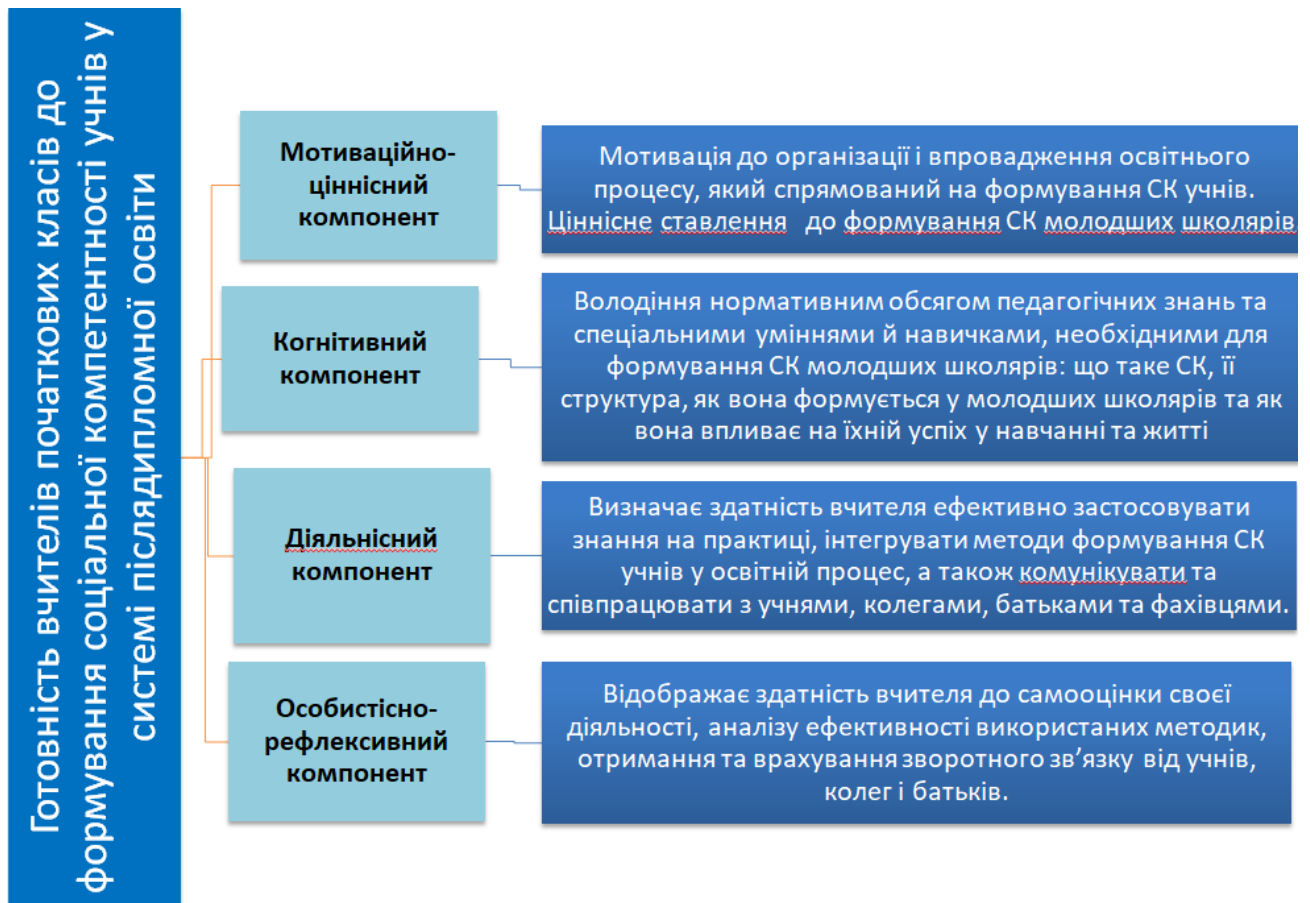 Готовність вчителів початкових класів до
формування соціальної компетентності учнів у
системі післядипломної освіти
Мотиваційно-
ціннісний
компонент
Мотивація до організації і впровадження освітнього
процесу, який спрямований на формування СК учнів.
Ціннісне ставлення до формування СК молодших школярів.
Когнітивний
компонент
Володіння нормативним обсягом педагогічних знань та
спеціальними уміннями й навичками, необхідними для
формування СК молодших школярів: що таке СК, її
структура, як вона формується у молодших школярів та як
вона впливає на їхній успіх у навчанні та житті
Діяльнісний
компонент
Визначає здатність вчителя ефективно застосовувати
знання на практиці, інтегрувати методи формування СК
учнів у освітній процес, а також комунікувати та
співпрацювати з учнями, колегами, батьками та фахівцями.
Особистісно-
рефлексивний
компонент
Відображає здатність вчителя до самооцінки своєї
діяльності, аналізу ефективності використаних методик,
отримання та врахування зворотного зв’язку від учнів,
колег і батьків.